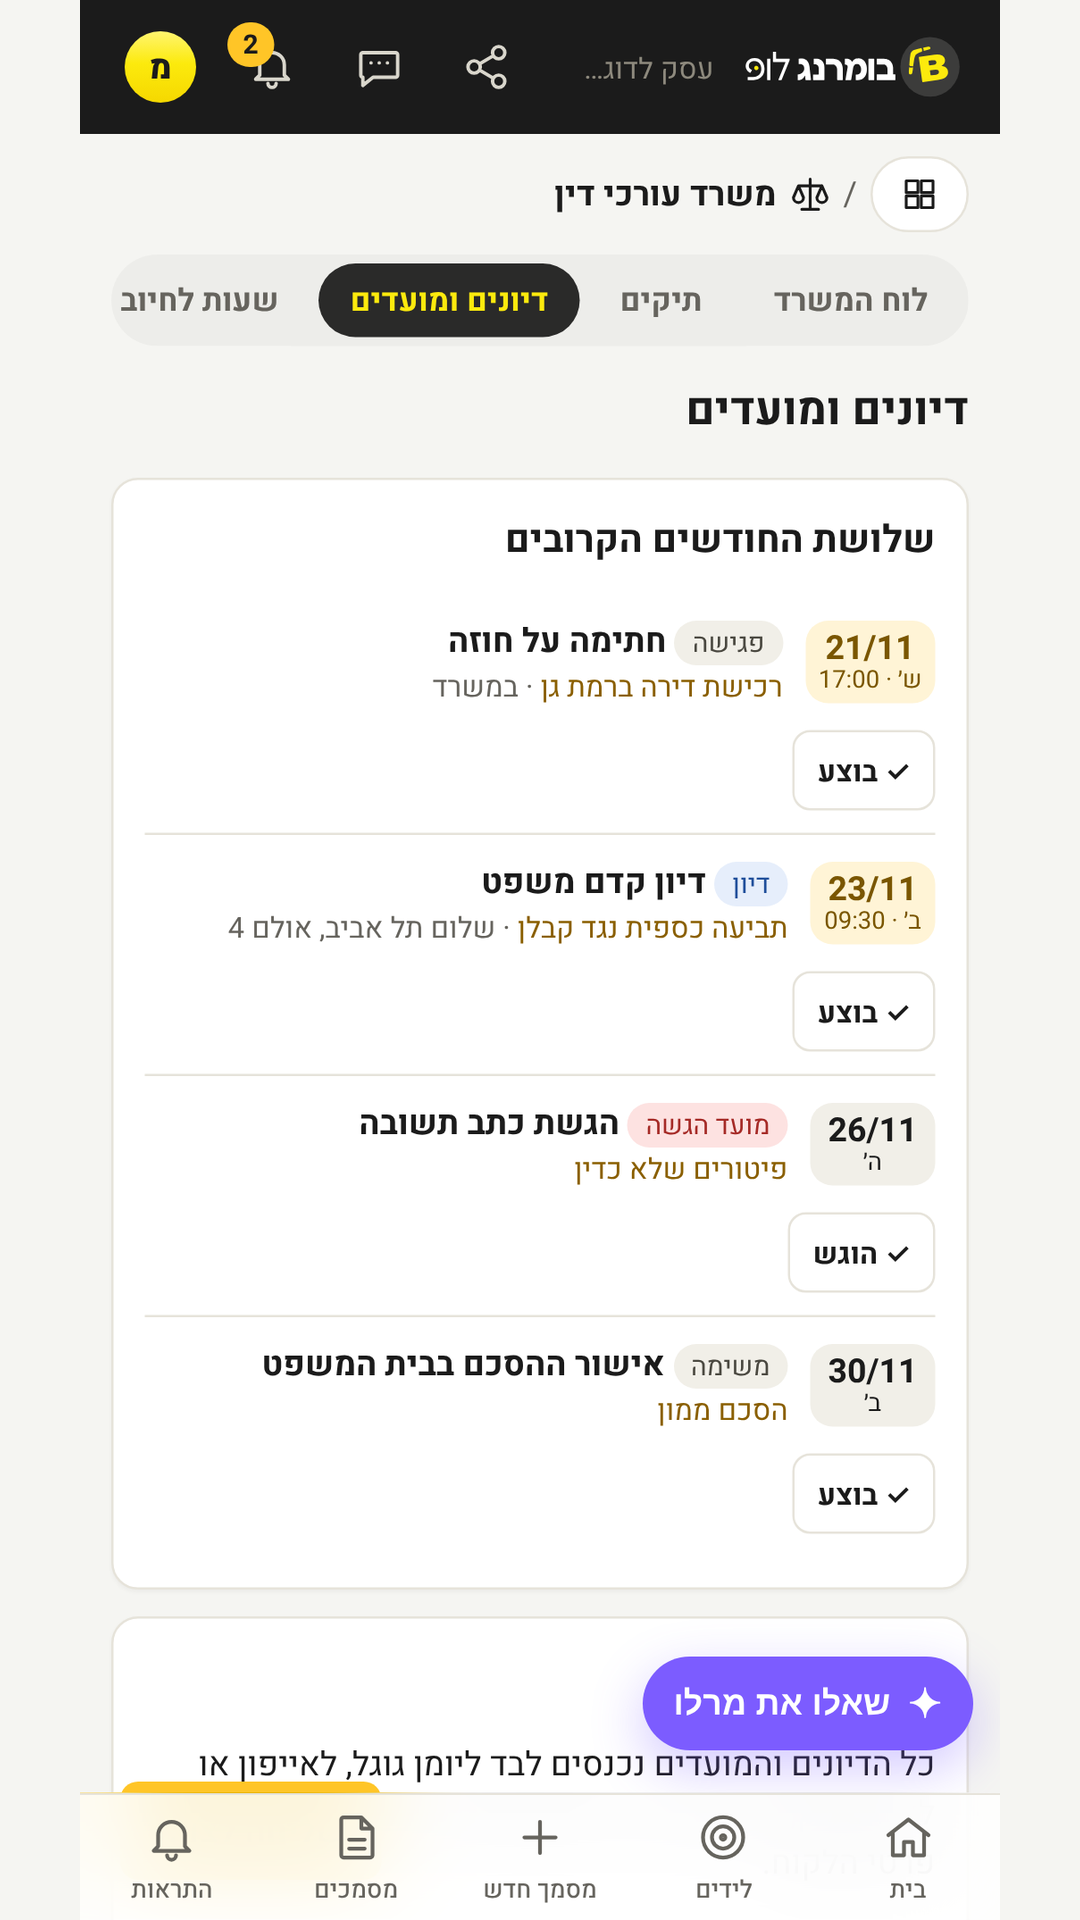 בומרנג לופ
עסק לדוג...
2
מ
/ משרד עורכי דין
לוח המשרד
תיקים
דיונים ומועדים
שעות לחיוב
דיונים ומועדים
שלושת החודשים הקרובים
21/11
ש׳ · 17:00
פגישה חתימה על חוזה
רכישת דירה ברמת גן · במשרד
✓ בוצע
23/11
ב׳ · 09:30
דיון דיון קדם משפט
תביעה כספית נגד קבלן · שלום תל אביב, אולם 4
✓ בוצע
26/11
ה׳
מועד הגשה הגשת כתב תשובה
פיטורים שלא כדין
✓ הוגש
30/11
ב׳
משימה אישור ההסכם בבית המשפט
הסכם ממון
✓ בוצע
שאלו את מרלו
כל הדיונים והמועדים נכנסים לבד ליומן גוגל, לאייפון או
פרטי הלקוח.
בית
לידים
מסמך חדש
מסמכים
התראות